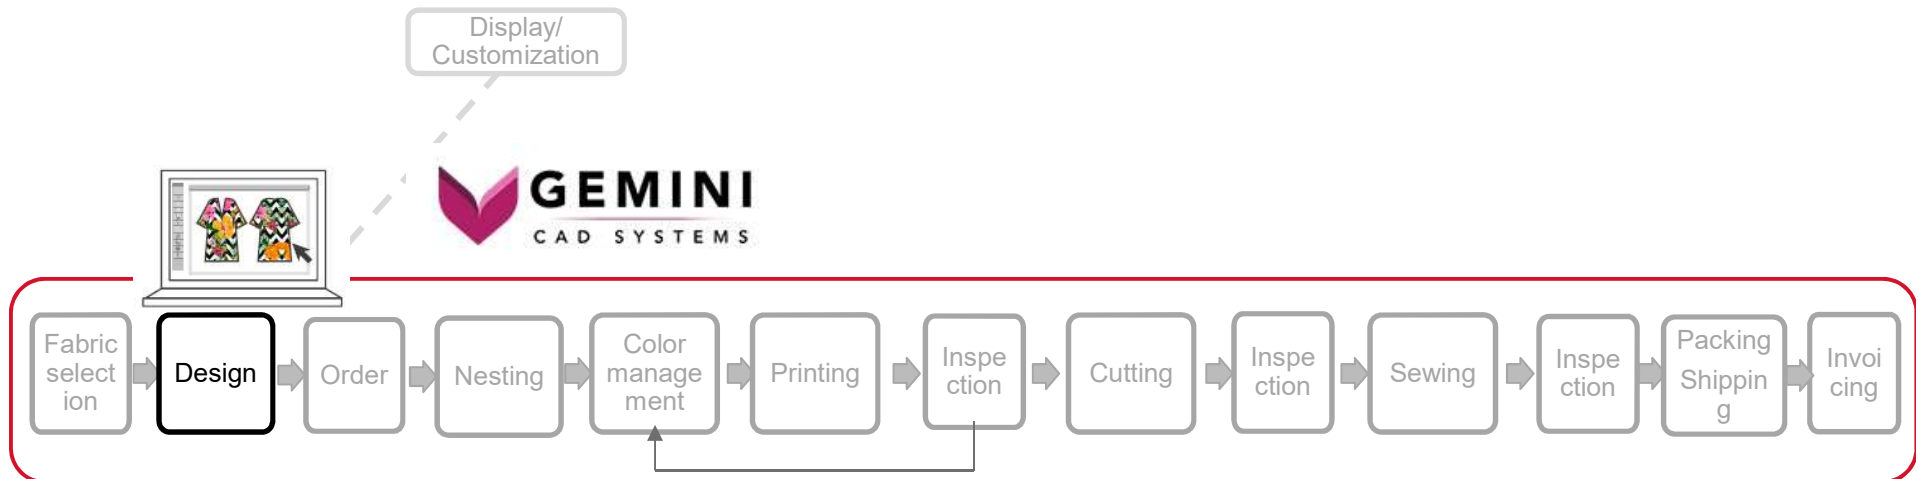 Display/
Customization
GEMINI
CAD SYSTEMS
Fabric
select
ion
Design
Order
Nesting
Color
manage
ment
Printing
Inspe
ction
Cutting
Inspe
ction
Sewing
Inspe
ction
Packing
Shippin
g
Invoi
cing